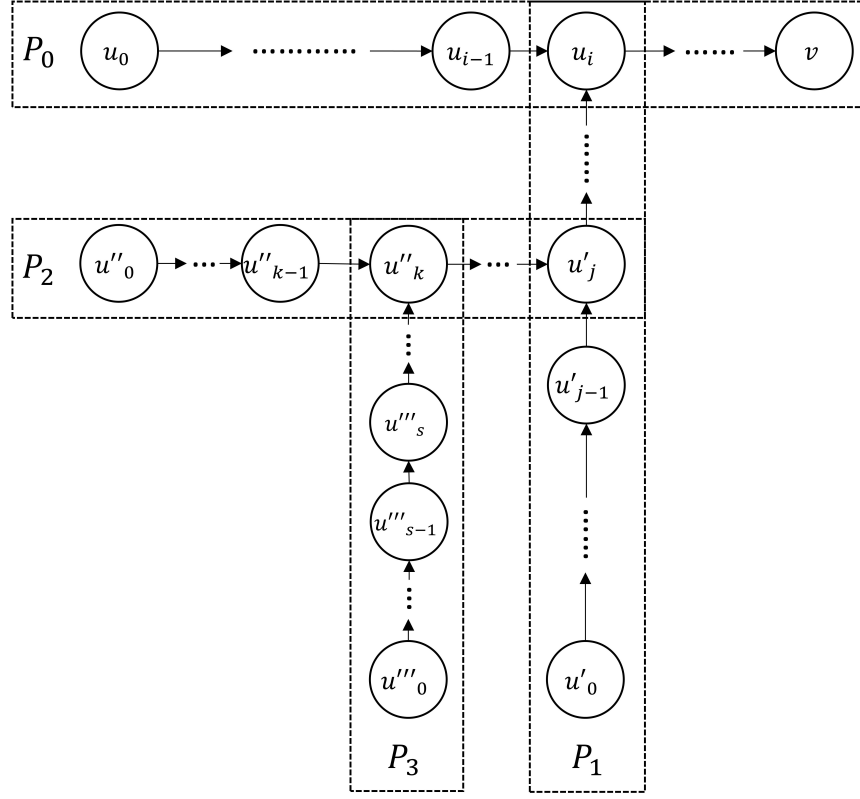 P₀ u₀ ············ uᵢ₋₁ uᵢ ······ v
P₂ u''₀ ··· u''ₖ₋₁ u''ₖ ··· u'ⱼ
u'ⱼ₋₁
u'''ₛ
u'''ₛ₋₁
u'''₀ u'₀
P₃ P₁